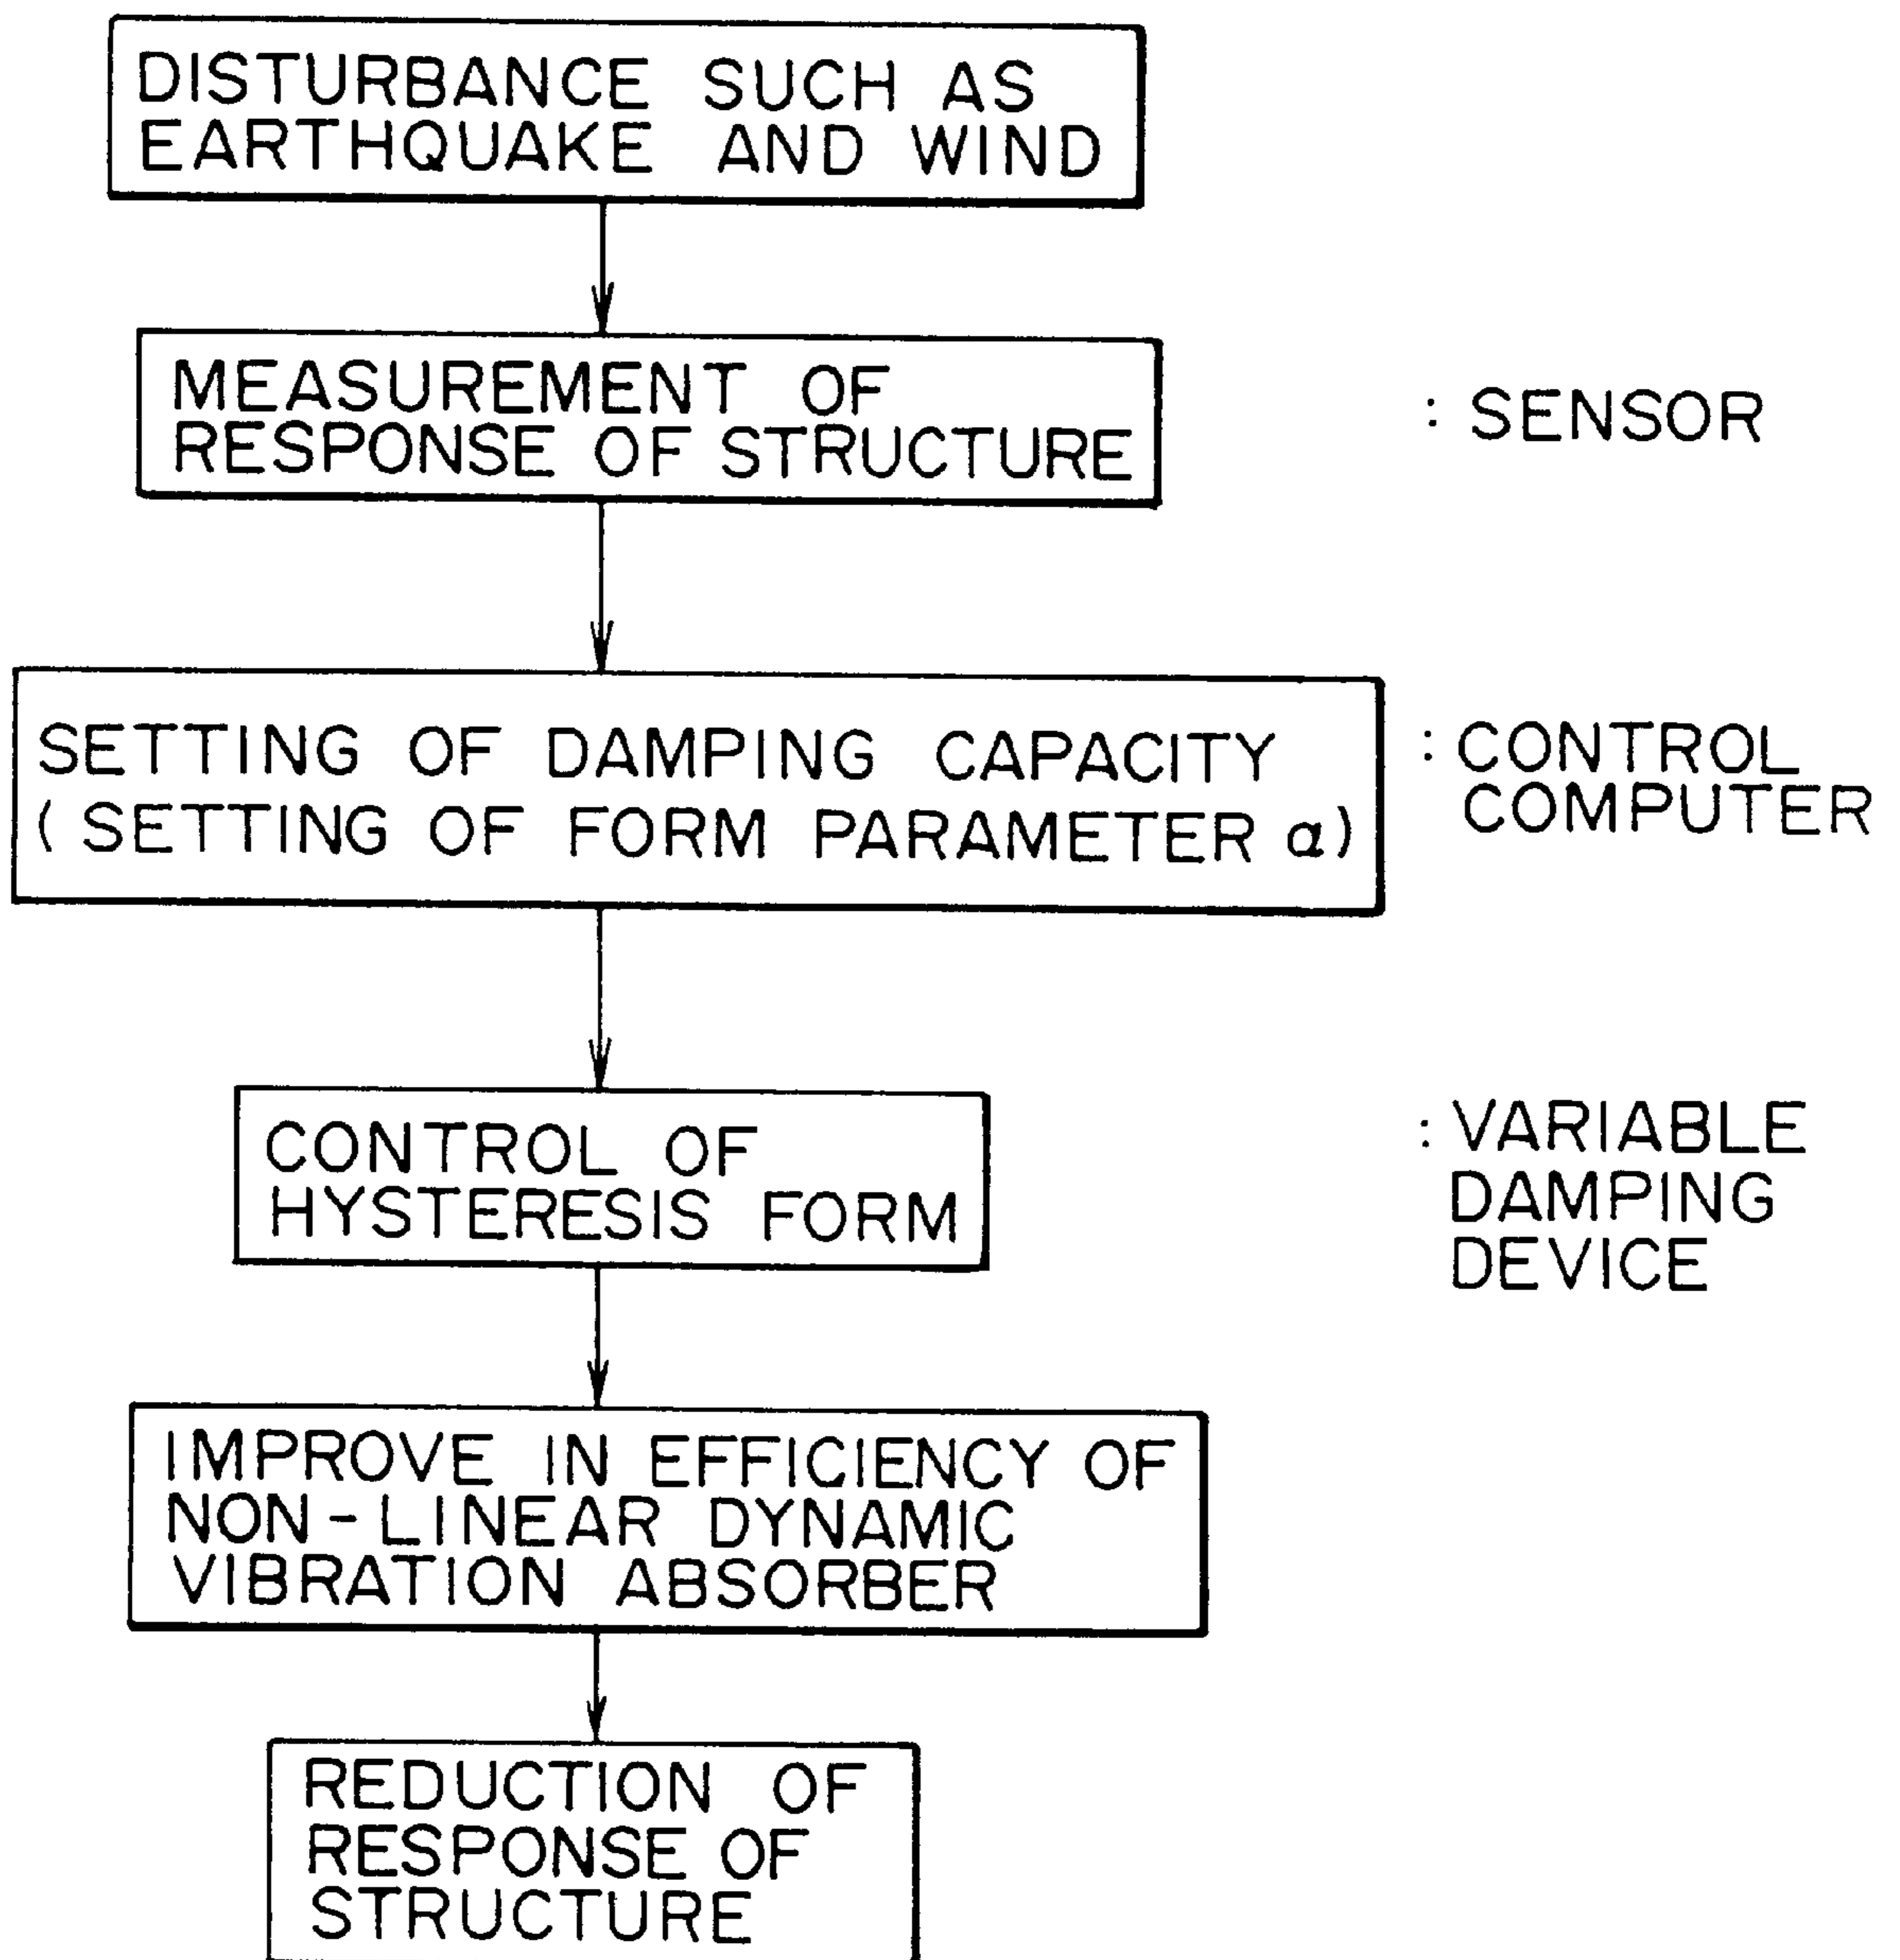 DISTURBANCE SUCH AS
EARTHQUAKE AND WIND
MEASUREMENT OF
RESPONSE OF STRUCTURE
: SENSOR
SETTING OF DAMPING CAPACITY
(SETTING OF FORM PARAMETER α)
: CONTROL
COMPUTER
CONTROL OF
HYSTERESIS FORM
: VARIABLE
DAMPING
DEVICE
IMPROVE IN EFFICIENCY OF
NON-LINEAR DYNAMIC
VIBRATION ABSORBER
REDUCTION OF
RESPONSE OF
STRUCTURE